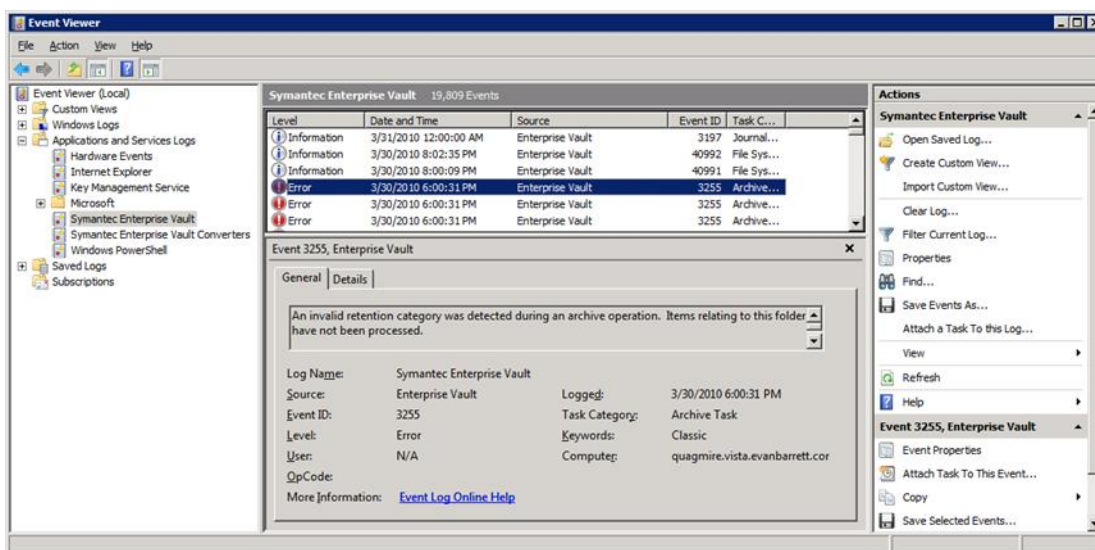 Event Viewer
File Action View Help
Event Viewer (Local)
Custom Views
Windows Logs
Applications and Services Logs
Hardware Events
Internet Explorer
Key Management Service
Microsoft
Symantec Enterprise Vault
Symantec Enterprise Vault Converters
Windows PowerShell
Saved Logs
Subscriptions
Symantec Enterprise Vault 19,809 Events
Level Date and Time Source Event ID Task C...
Information 3/31/2010 12:00:00 AM Enterprise Vault 3197 Journal...
Information 3/30/2010 8:02:35 PM Enterprise Vault 40992 File Sys...
Information 3/30/2010 8:00:09 PM Enterprise Vault 40991 File Sys...
Error 3/30/2010 6:00:31 PM Enterprise Vault 3255 Archive...
Error 3/30/2010 6:00:31 PM Enterprise Vault 3255 Archive...
Error 3/30/2010 6:00:31 PM Enterprise Vault 3255 Archive...
Event 3255, Enterprise Vault
General Details
An invalid retention category was detected during an archive operation. Items relating to this folder
have not been processed.
Log Name: Symantec Enterprise Vault
Source: Enterprise Vault Logged: 3/30/2010 6:00:31 PM
Event ID: 3255 Task Category: Archive Task
Level: Error Keywords: Classic
User: N/A Computer: quagmire.vista.evanbarrett.cor
OpCode:
More Information: Event Log Online Help
Actions
Symantec Enterprise Vault
Open Saved Log...
Create Custom View...
Import Custom View...
Clear Log...
Filter Current Log...
Properties
Find...
Save Events As...
Attach a Task To this Log...
View
Refresh
Help
Event 3255, Enterprise Vault
Event Properties
Attach Task To This Event...
Copy
Save Selected Events...